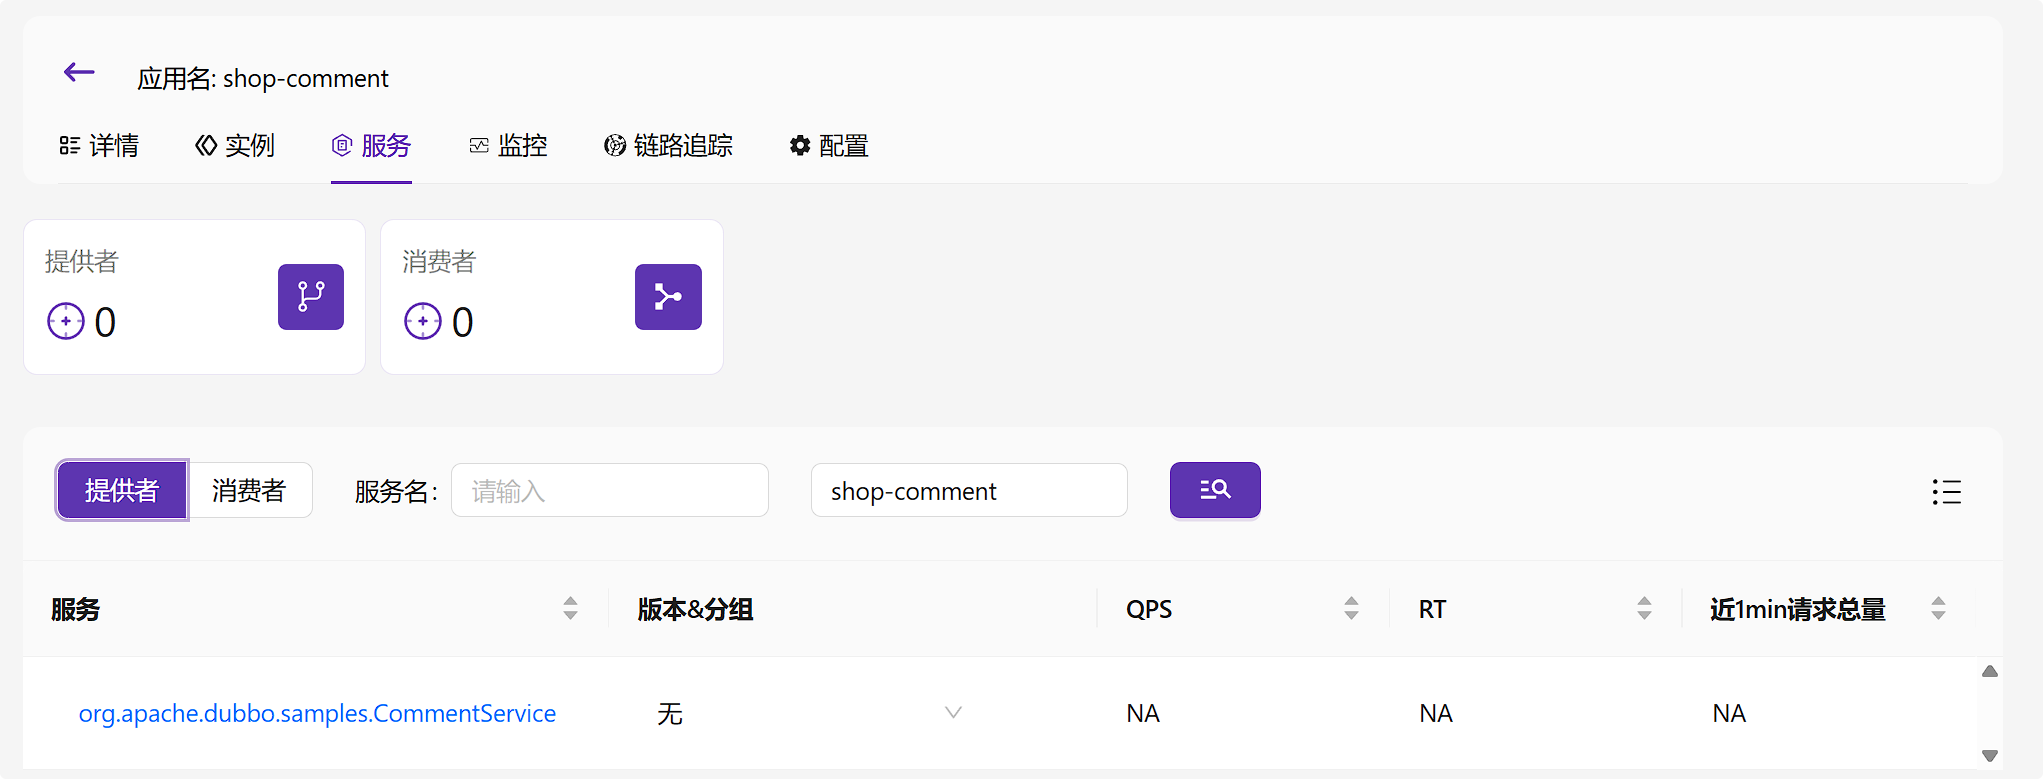 应用名: shop-comment
详情 实例 服务 监控 链路追踪 配置
提供者 消费者
0 0
提供者 消费者 服务名: 请输入 shop-comment
服务 版本&分组 QPS RT 近1min请求总量
org.apache.dubbo.samples.CommentService 无 NA NA NA